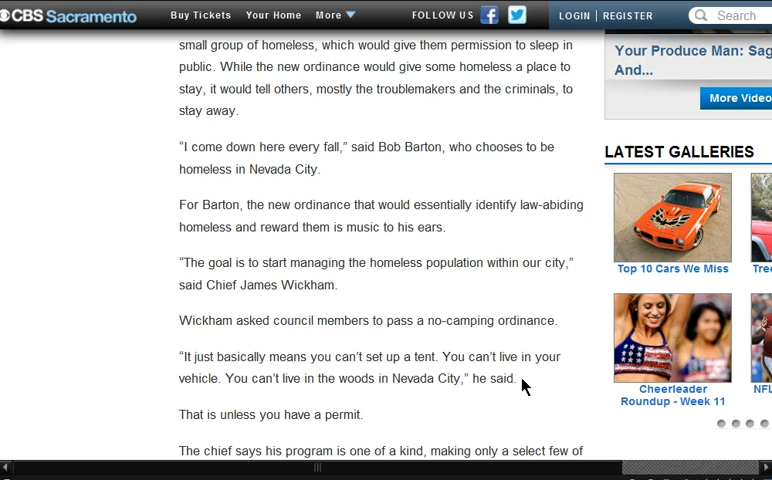 CBS Sacramento
Buy Tickets Your Home More FOLLOW US LOGIN | REGISTER Search
small group of homeless, which would give them permission to sleep in
public. While the new ordinance would give some homeless a place to
stay, it would tell others, mostly the troublemakers and the criminals, to
stay away.
“I come down here every fall,” said Bob Barton, who chooses to be
homeless in Nevada City.
For Barton, the new ordinance that would essentially identify law-abiding
homeless and reward them is music to his ears.
“The goal is to start managing the homeless population within our city,”
said Chief James Wickham.
Wickham asked council members to pass a no-camping ordinance.
“It just basically means you can’t set up a tent. You can’t live in your
vehicle. You can’t live in the woods in Nevada City,” he said.
That is unless you have a permit.
The chief says his program is one of a kind, making only a select few of
Your Produce Man: Sag
And...
More Video
LATEST GALLERIES
Top 10 Cars We Miss
Tree
Cheerleader
Roundup - Week 11
NFL